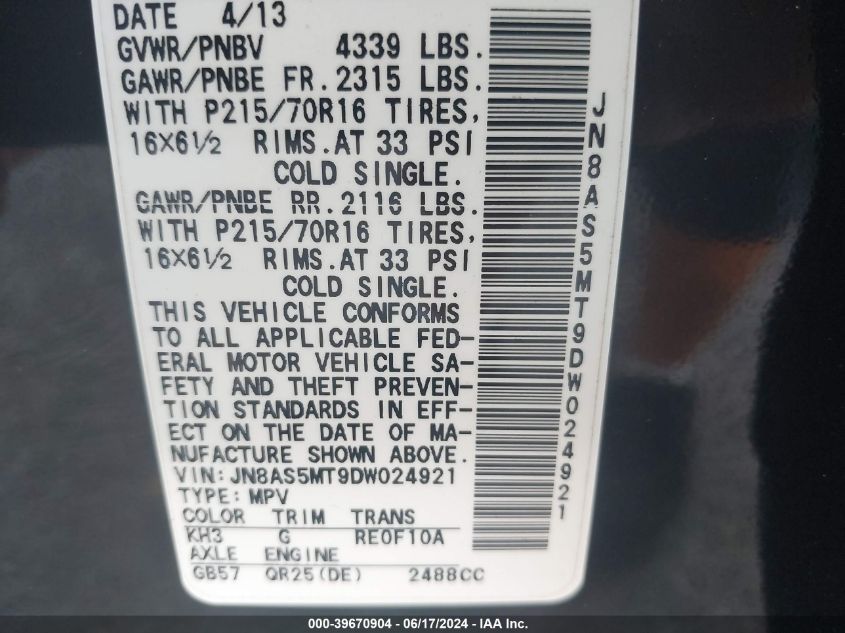 DATE 4/13
GVWR/PNBV 4339 LBS.
GAWR/PNBE FR.2315 LBS.
WITH P215/70R16 TIRES,
16X6½ RIMS.AT 33 PSI
COLD SINGLE.
GAWR/PNBE RR.2116 LBS.
WITH P215/70R16 TIRES,
16X6½ RIMS.AT 33 PSI
COLD SINGLE.
THIS VEHICLE CONFORMS
TO ALL APPLICABLE FED-
ERAL MOTOR VEHICLE SA-
FETY AND THEFT PREVEN-
TION STANDARDS IN EFF-
ECT ON THE DATE OF MA-
NUFACTURE SHOWN ABOVE.
VIN:JN8AS5MT9DW024921
TYPE:MPV
COLOR TRIM TRANS
KH3 G RE0F10A
AXLE ENGINE
GB57 QR25(DE) 2488CC
JN8AS5MT9DW024921
000-39670904 - 06/17/2024 - IAA Inc.